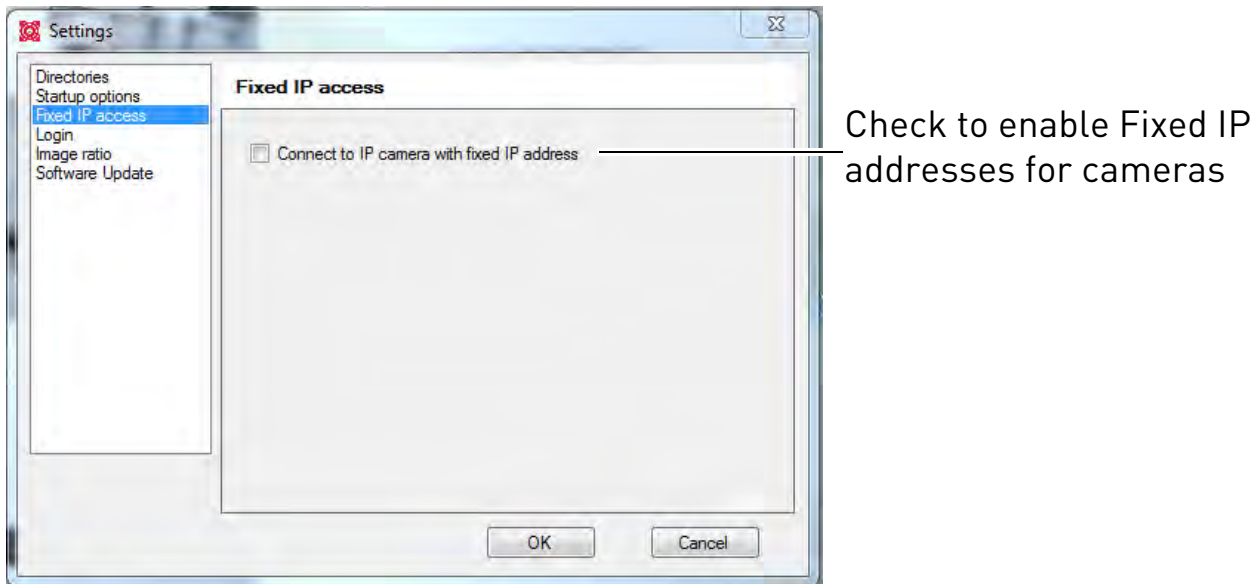 Settings
Directories
Startup options
Fixed IP access
Login
Image ratio
Software Update
Fixed IP access
Connect to IP camera with fixed IP address
OK
Cancel
Check to enable Fixed IP
addresses for cameras